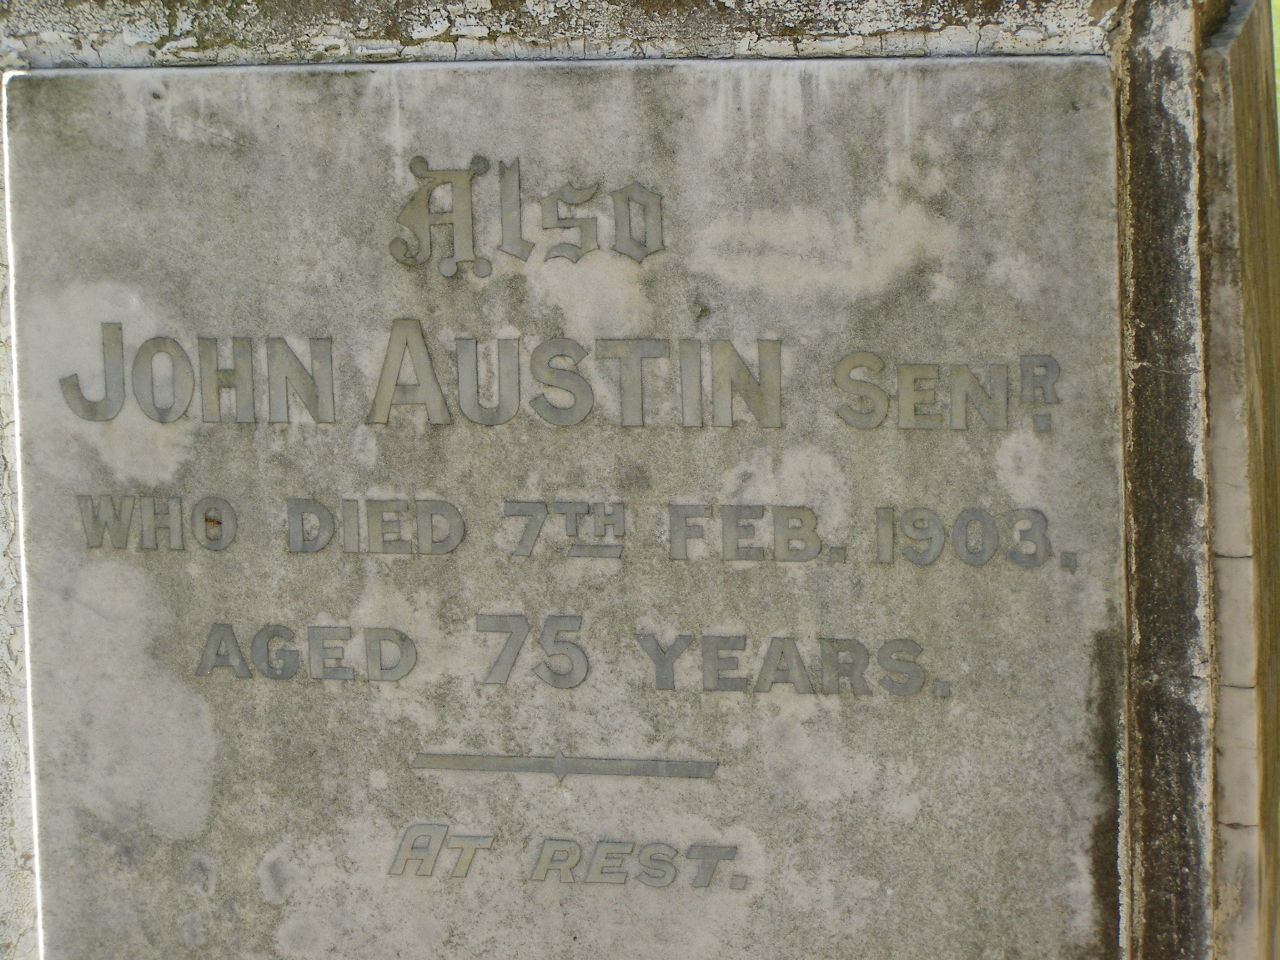 Also
JOHN AUSTIN SENR.
WHO DIED 7TH FEB. 1903.
AGED 75 YEARS.
AT REST.